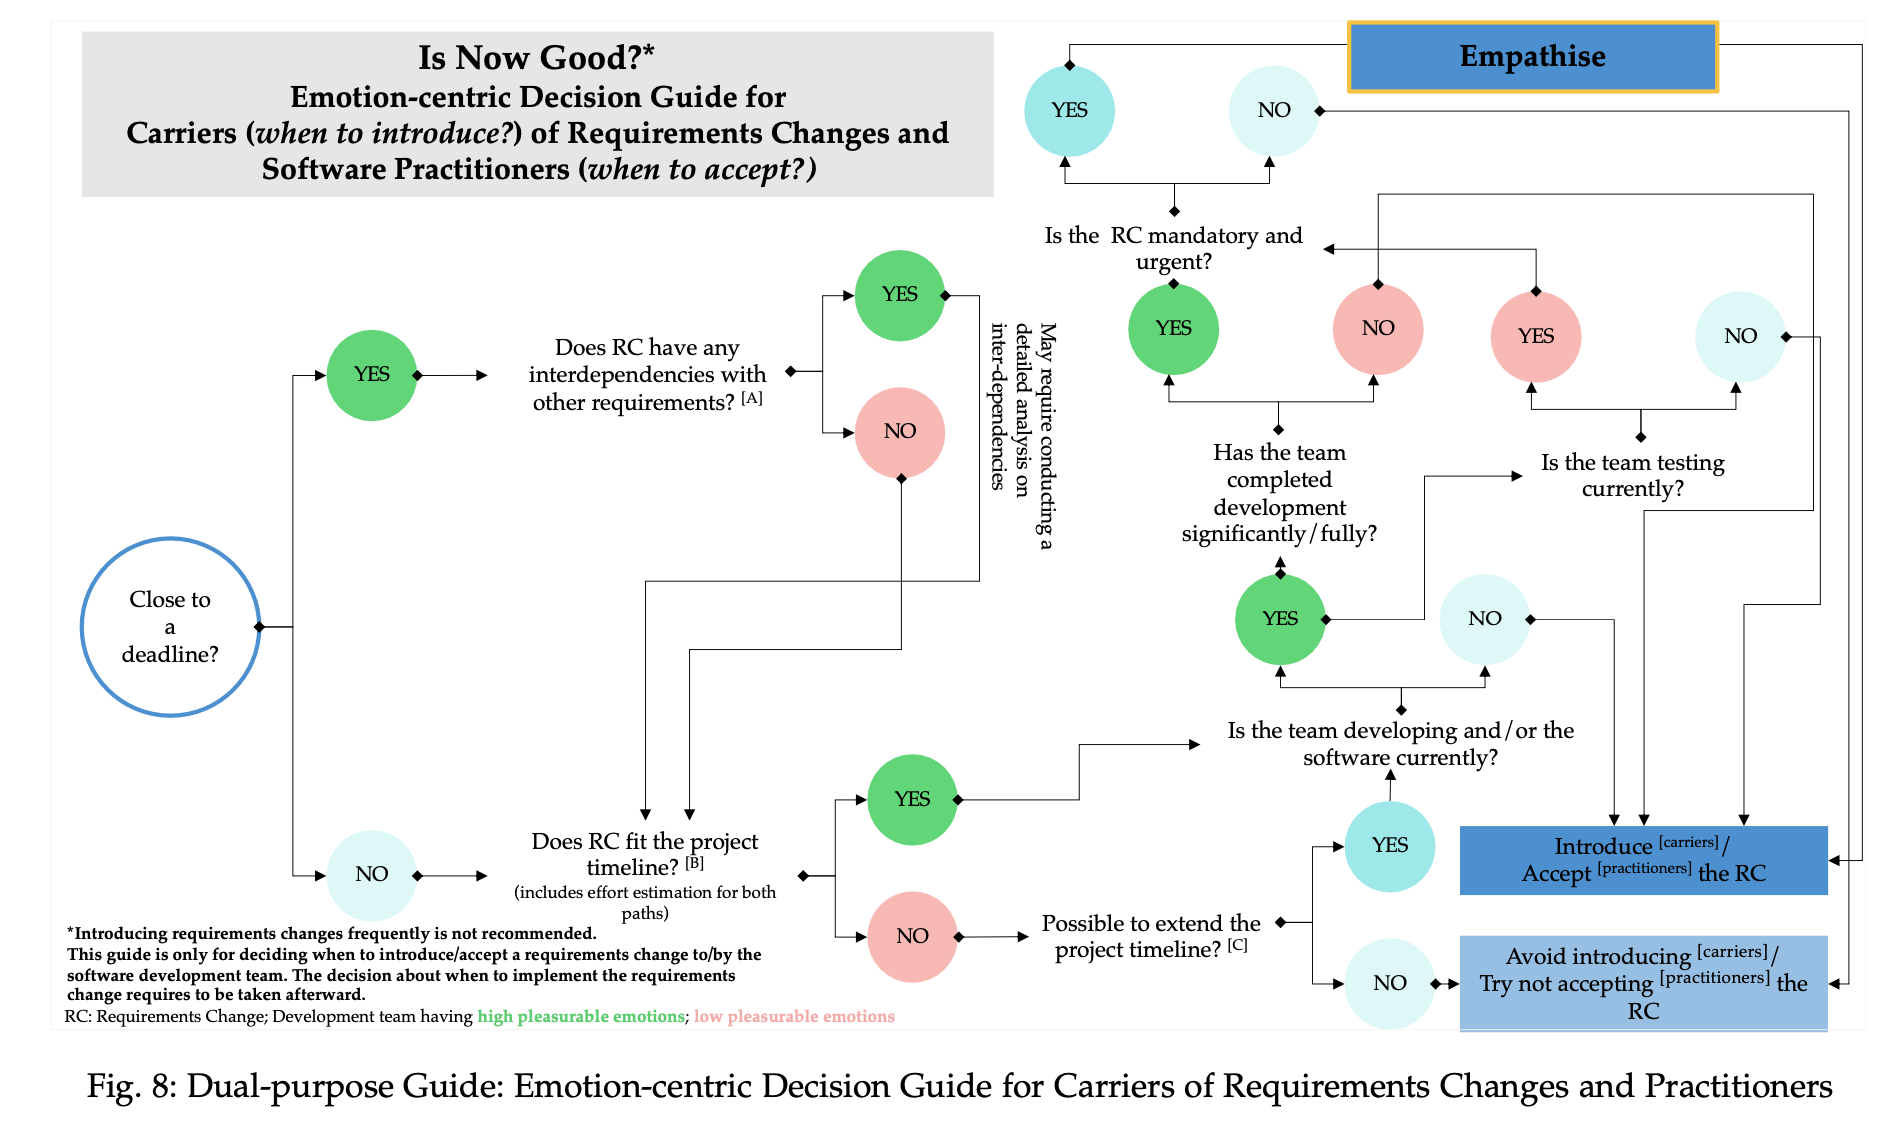 Is Now Good?*
Emotion-centric Decision Guide for
Carriers (when to introduce?) of Requirements Changes and
Software Practitioners (when to accept?)
Empathise
YES
NO
Is the RC mandatory and
urgent?
YES
NO
YES
NO
Has the team
completed
development
significantly/fully?
Is the team testing
currently?
YES
NO
Is the team developing and/or the
software currently?
Close to
a
deadline?
YES
Does RC have any
interdependencies with
other requirements? [A]
YES
NO
May require conducting a
detailed analysis on
inter-dependencies
NO
Does RC fit the project
timeline? [B]
(includes effort estimation for both
paths)
YES
NO
Possible to extend the
project timeline? [C]
YES
NO
Introduce [carriers]/
Accept [practitioners] the RC
Avoid introducing [carriers]/
Try not accepting [practitioners] the
RC
*Introducing requirements changes frequently is not recommended.
This guide is only for deciding when to introduce/accept a requirements change to/by the
software development team. The decision about when to implement the requirements
change requires to be taken afterward.
RC: Requirements Change; Development team having high pleasurable emotions; low pleasurable emotions
Fig. 8: Dual-purpose Guide: Emotion-centric Decision Guide for Carriers of Requirements Changes and Practitioners